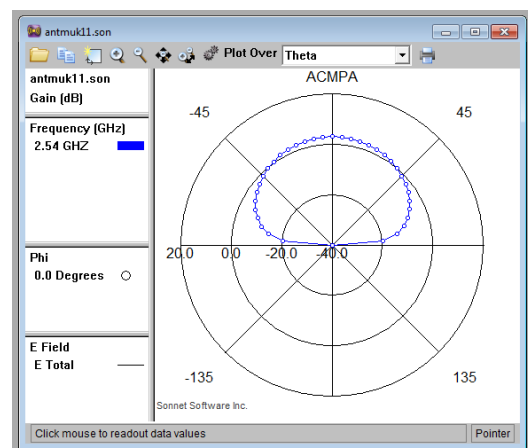 antmuk11.son
Plot Over Theta
antmuk11.son
Gain (dB)
Frequency (GHz)
2.54 GHZ
Phi
0.0 Degrees
E Field
E Total
ACMPA
-45
45
20.0 0.0 -20.0 -40.0
-135
135
Sonnet Software Inc.
Click mouse to readout data values
Pointer